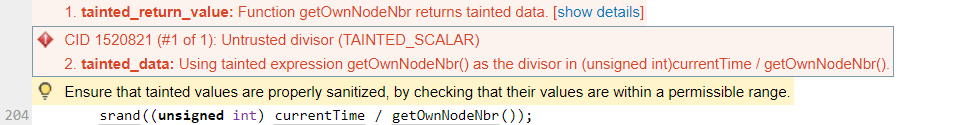 1. tainted_return_value: Function getOwnNodeNbr returns tainted data. [show details]
CID 1520821 (#1 of 1): Untrusted divisor (TAINTED_SCALAR)
2. tainted_data: Using tainted expression getOwnNodeNbr() as the divisor in (unsigned int)currentTime / getOwnNodeNbr().
Ensure that tainted values are properly sanitized, by checking that their values are within a permissible range.
204 srand((unsigned int) currentTime / getOwnNodeNbr());